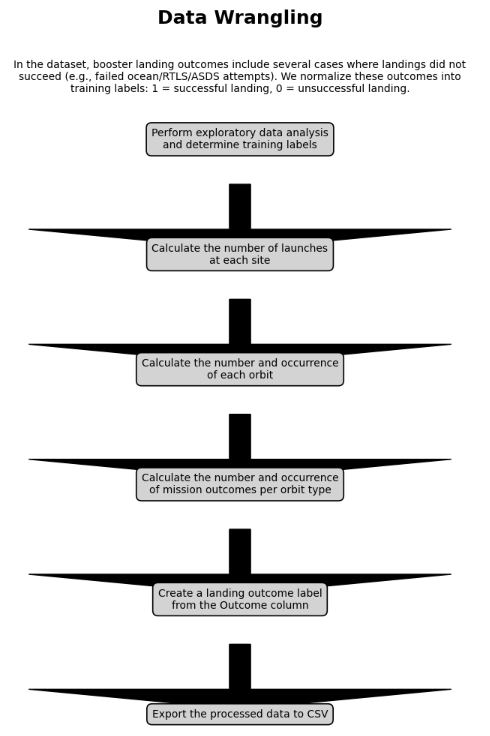 Data Wrangling
In the dataset, booster landing outcomes include several cases where landings did not
succeed (e.g., failed ocean/RTLS/ASDS attempts). We normalize these outcomes into
training labels: 1 = successful landing, 0 = unsuccessful landing.
Perform exploratory data analysis
and determine training labels
Calculate the number of launches
at each site
Calculate the number and occurrence
of each orbit
Calculate the number and occurrence
of mission outcomes per orbit type
Create a landing outcome label
from the Outcome column
Export the processed data to CSV